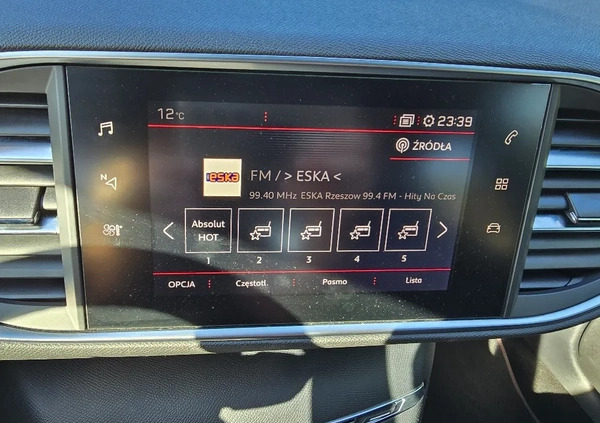 12°C
23:39
ŹRÓDŁA
eska
FM / > ESKA <
99.40 MHz ESKA Rzeszow 99.4 FM - Hity Na Czas
N
Absolut
HOT
1 2 3 4 5
OPCJA Częstotl. Pasmo Lista